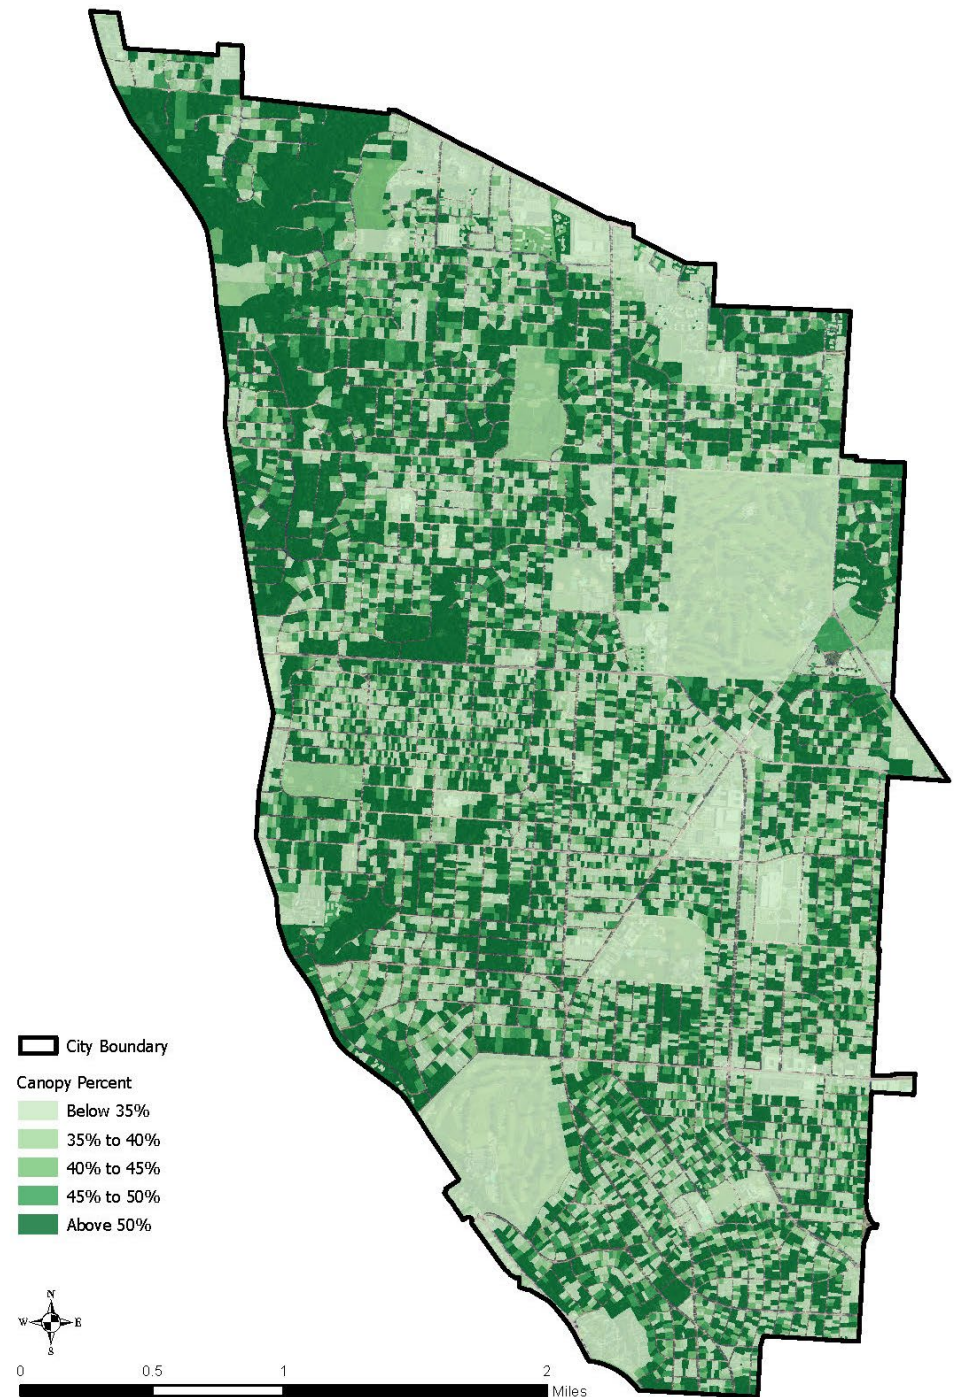 City Boundary
Canopy Percent
Below 35%
35% to 40%
40% to 45%
45% to 50%
Above 50%
N
W E
S
0 0.5 1 2
Miles